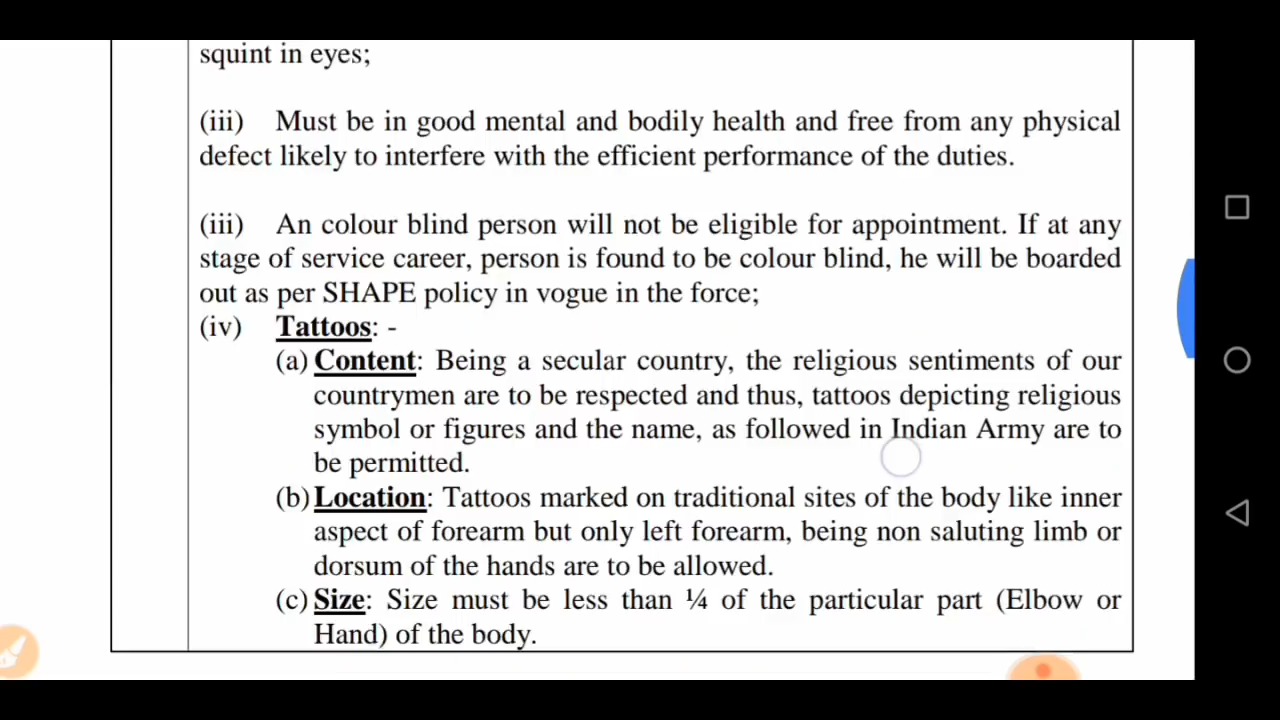 squint in eyes;
(iii) Must be in good mental and bodily health and free from any physical
defect likely to interfere with the efficient performance of the duties.
(iii) An colour blind person will not be eligible for appointment. If at any
stage of service career, person is found to be colour blind, he will be boarded
out as per SHAPE policy in vogue in the force;
(iv) Tattoos: -
(a) Content: Being a secular country, the religious sentiments of our
countrymen are to be respected and thus, tattoos depicting religious
symbol or figures and the name, as followed in Indian Army are to
be permitted.
(b) Location: Tattoos marked on traditional sites of the body like inner
aspect of forearm but only left forearm, being non saluting limb or
dorsum of the hands are to be allowed.
(c) Size: Size must be less than ¼ of the particular part (Elbow or
Hand) of the body.